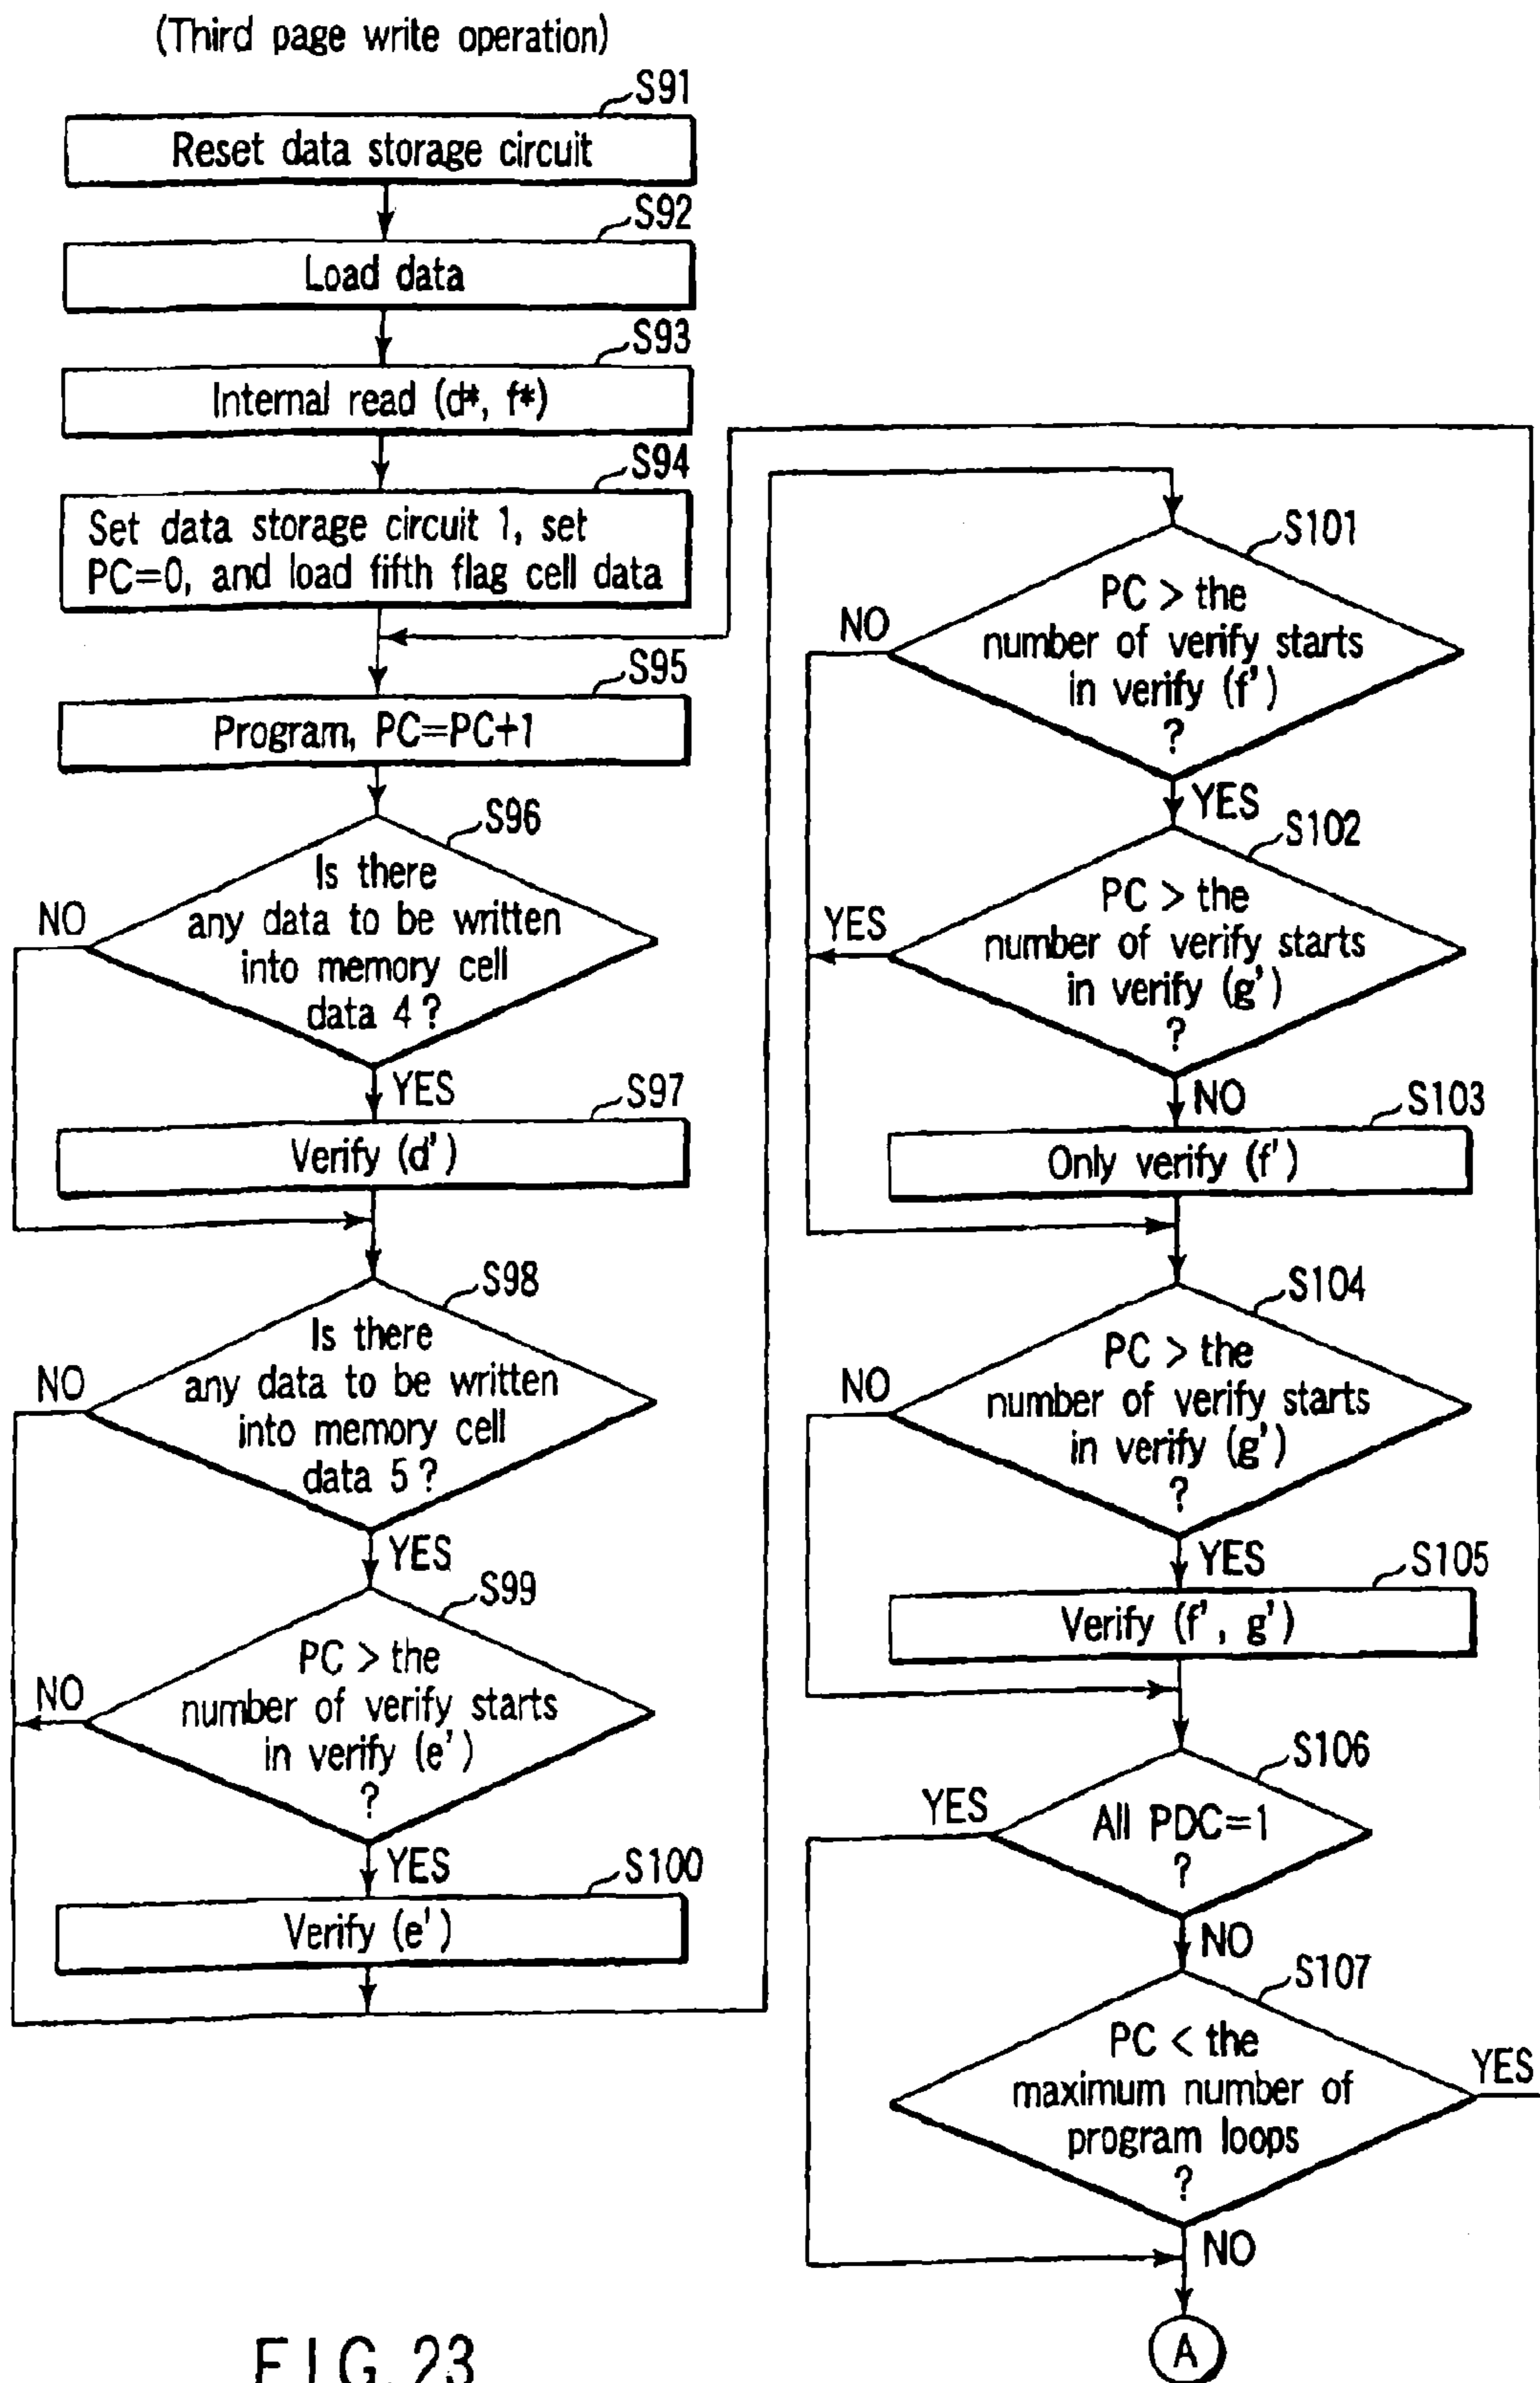 (Third page write operation)
S91
Reset data storage circuit
S92
Load data
S93
Internal read (d*, f*)
S94
Set data storage circuit 1, set
PC=0, and load fifth flag cell data
S95
Program, PC=PC+1
S96
Is there
any data to be written
into memory cell
data 4 ?
NO
YES
S97
Verify (d')
S98
Is there
any data to be written
into memory cell
data 5 ?
NO
YES
S99
PC > the
number of verify starts
in verify (e')
?
NO
YES
S100
Verify (e')
S101
PC > the
number of verify starts
in verify (f')
?
NO
YES
S102
PC > the
number of verify starts
in verify (g')
?
YES
NO
S103
Only verify (f')
S104
PC > the
number of verify starts
in verify (g')
?
NO
YES
S105
Verify (f', g')
S106
All PDC=1
?
YES
NO
S107
PC < the
maximum number of
program loops
?
YES
NO
A
FIG. 23